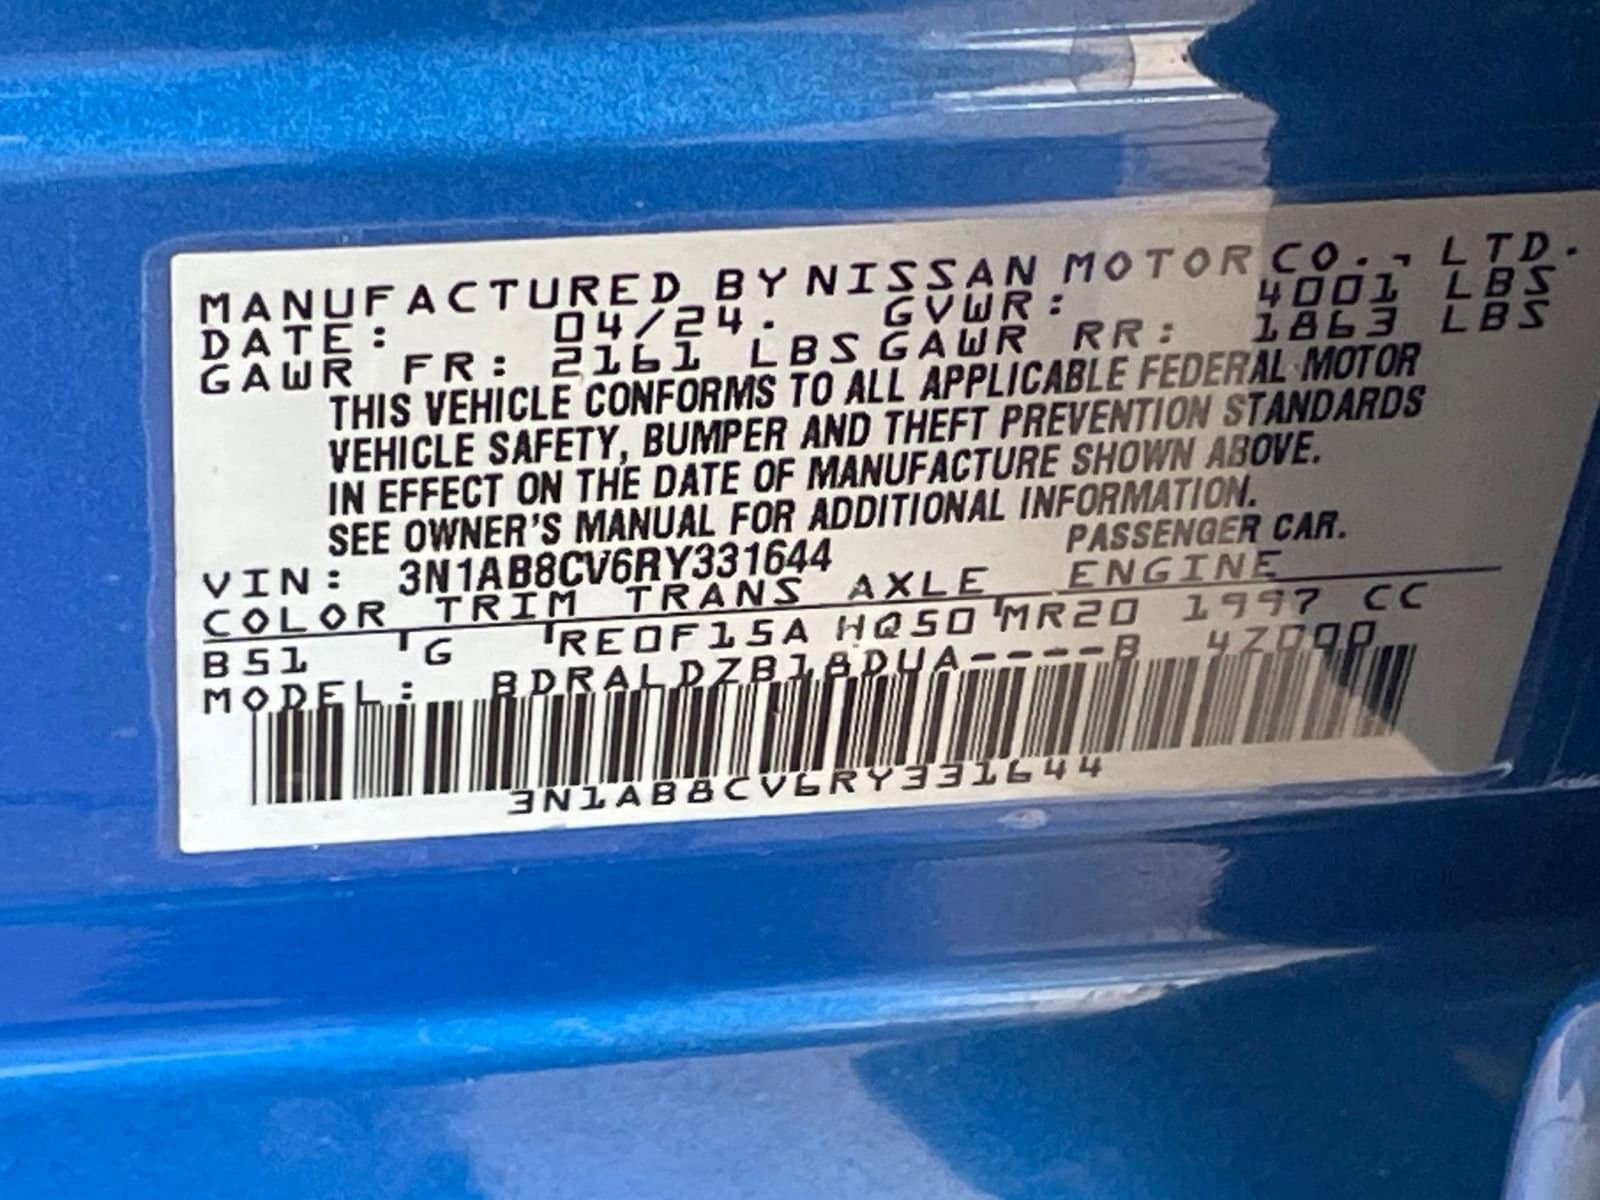 MANUFACTURED BY NISSAN MOTOR CO., LTD.
DATE: 04/24. GVWR: 4001 LBS
GAWR FR: 2161 LBS GAWR RR: 1863 LBS
THIS VEHICLE CONFORMS TO ALL APPLICABLE FEDERAL MOTOR
VEHICLE SAFETY, BUMPER AND THEFT PREVENTION STANDARDS
IN EFFECT ON THE DATE OF MANUFACTURE SHOWN ABOVE.
SEE OWNER'S MANUAL FOR ADDITIONAL INFORMATION.
VIN: 3N1AB8CV6RY331644 PASSENGER CAR.
COLOR TRIM TRANS AXLE ENGINE
B51 G RE0F15A HQ50 MR20 1997 CC
MODEL: BDRALDZB18DUA----B
3N1AB8CV6RY331644